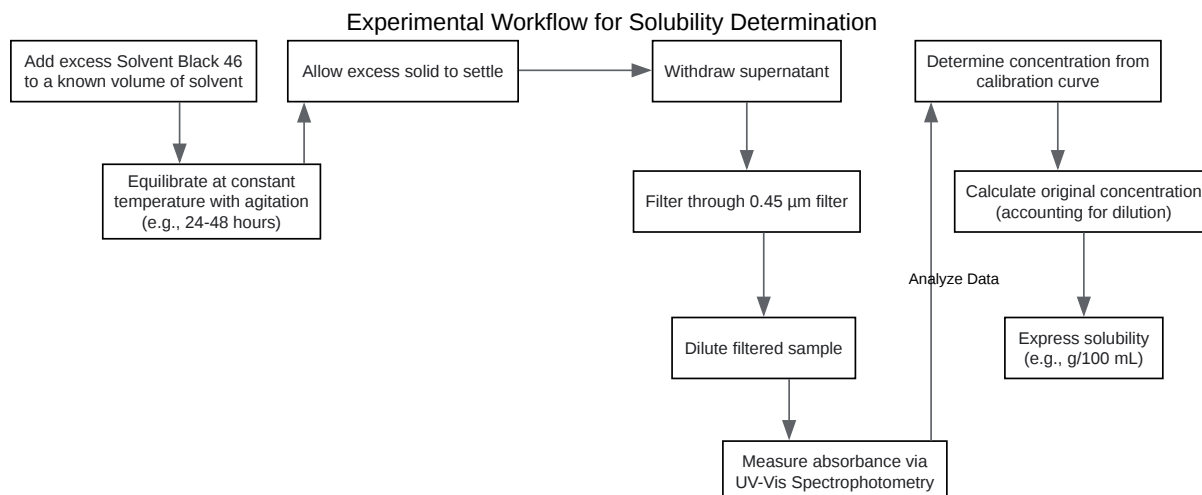 Experimental Workflow for Solubility Determination
Add excess Solvent Black 46
to a known volume of solvent
Equilibrate at constant
temperature with agitation
(e.g., 24-48 hours)
Allow excess solid to settle
Withdraw supernatant
Filter through 0.45 µm filter
Dilute filtered sample
Measure absorbance via
UV-Vis Spectrophotometry
Analyze Data
Determine concentration from
calibration curve
Calculate original concentration
(accounting for dilution)
Express solubility
(e.g., g/100 mL)